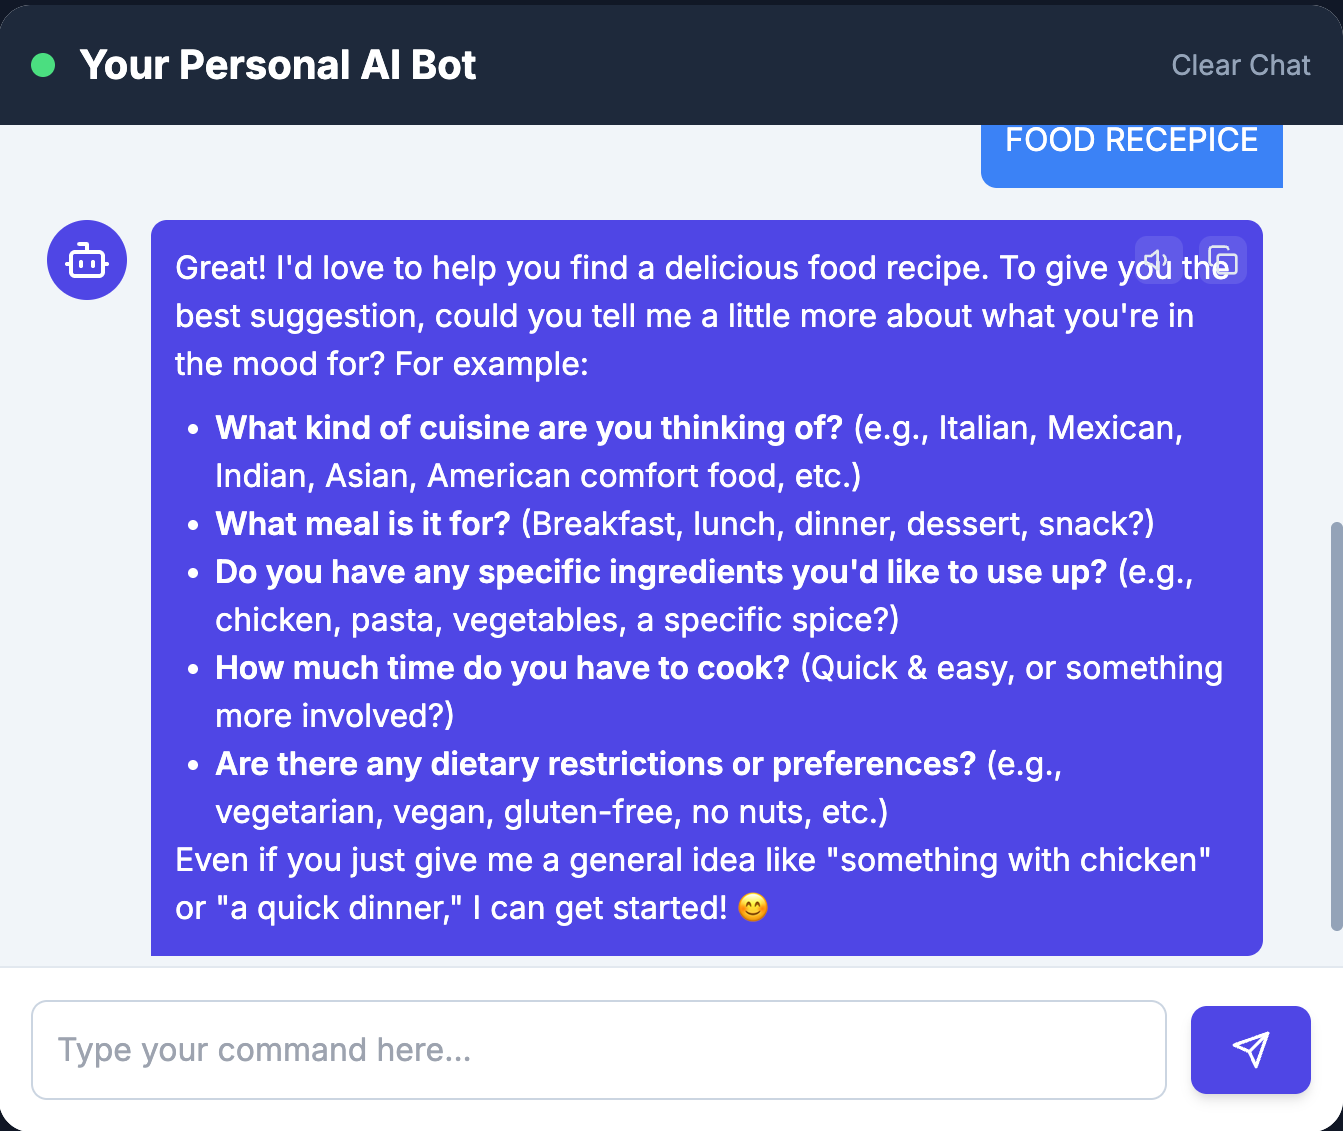 Your Personal AI Bot
Clear Chat
FOOD RECEPICE
Great! I'd love to help you find a delicious food recipe. To give you the
best suggestion, could you tell me a little more about what you're in
the mood for? For example:
• What kind of cuisine are you thinking of? (e.g., Italian, Mexican,
Indian, Asian, American comfort food, etc.)
• What meal is it for? (Breakfast, lunch, dinner, dessert, snack?)
• Do you have any specific ingredients you'd like to use up? (e.g.,
chicken, pasta, vegetables, a specific spice?)
• How much time do you have to cook? (Quick & easy, or something
more involved?)
• Are there any dietary restrictions or preferences? (e.g.,
vegetarian, vegan, gluten-free, no nuts, etc.)
Even if you just give me a general idea like "something with chicken"
or "a quick dinner," I can get started! 😊
Type your command here...